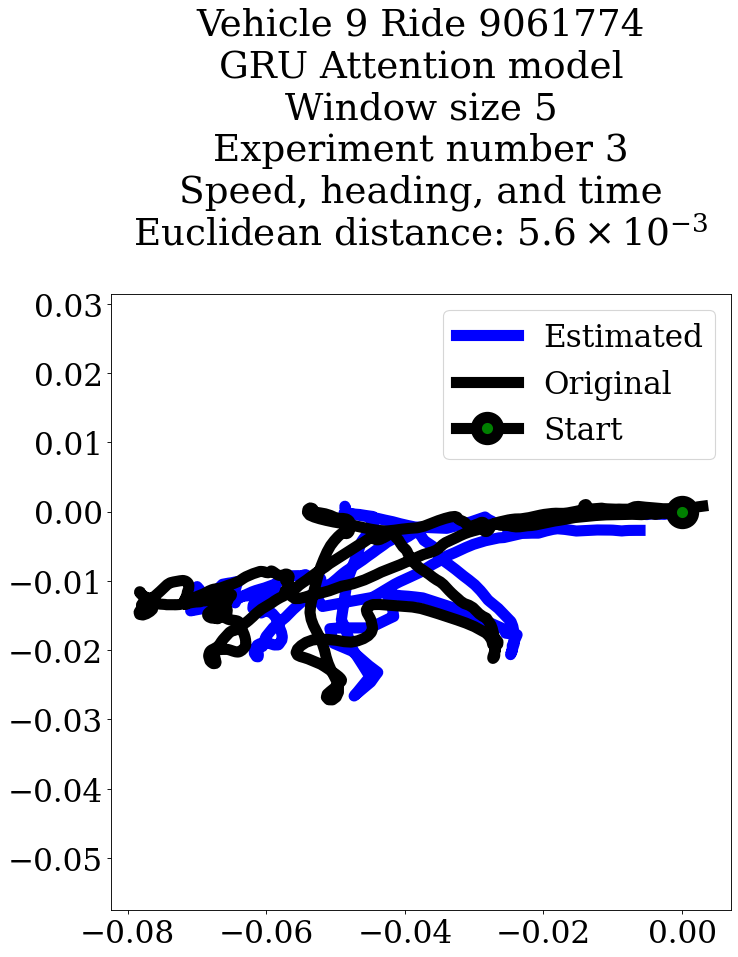 Vehicle 9 Ride 9061774
GRU Attention model
Window size 5
Experiment number 3
Speed, heading, and time
Euclidean distance: 5.6 × 10⁻³
Estimated
Original
Start
0.03
0.02
0.01
0.00
−0.01
−0.02
−0.03
−0.04
−0.05
−0.08 −0.06 −0.04 −0.02 0.00